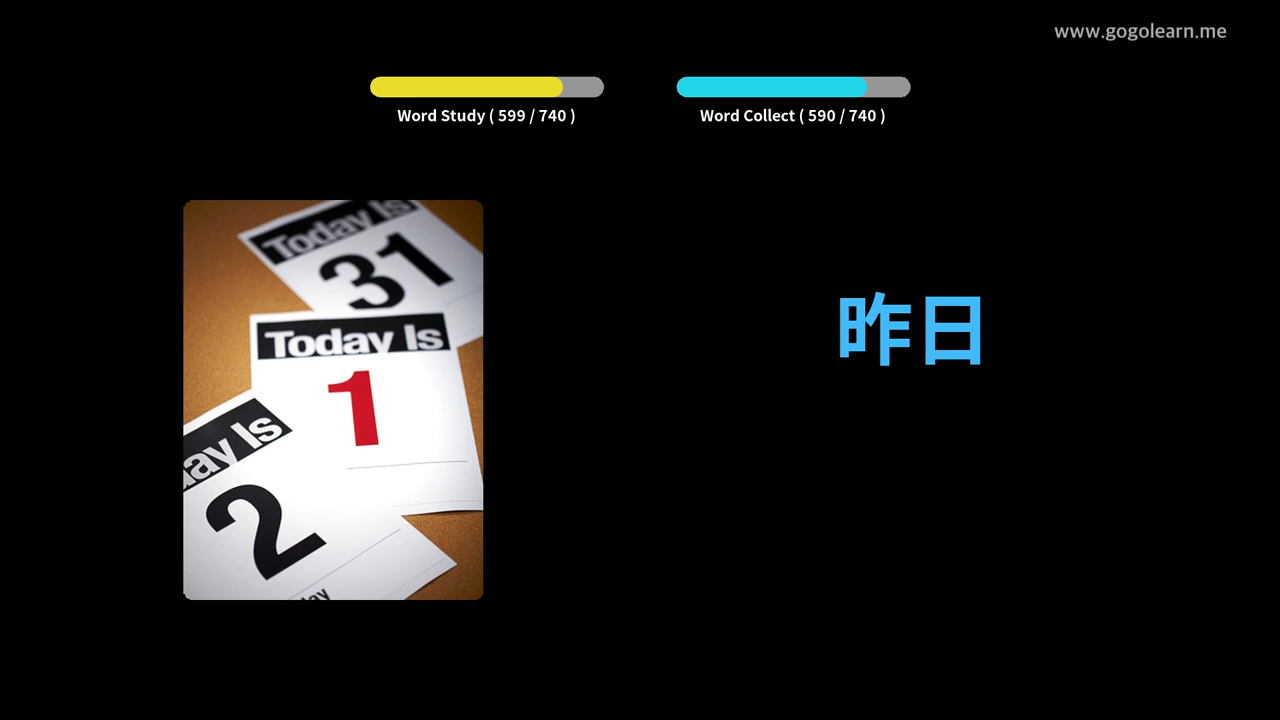 www.gogolearn.me
Word Study ( 599 / 740 )
Word Collect ( 590 / 740 )
Today Is
31
Today Is
1
day Is
2
昨日